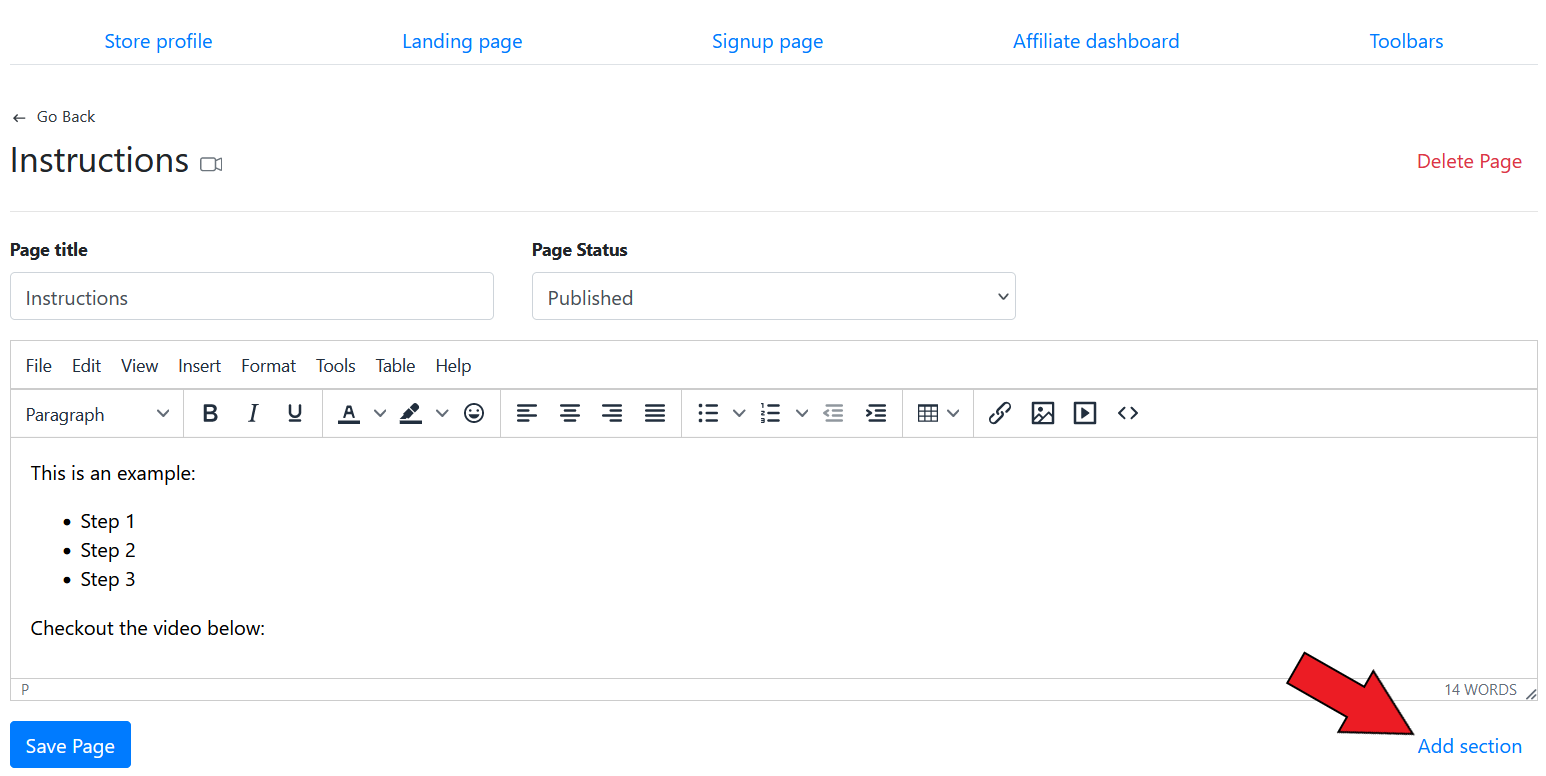 Store profile Landing page Signup page Affiliate dashboard Toolbars
← Go Back
Instructions
Delete Page
Page title Page Status
Instructions Published
File Edit View Insert Format Tools Table Help
Paragraph B I U A
This is an example:
• Step 1
• Step 2
• Step 3
Checkout the video below:
P 14 WORDS
Save Page Add section